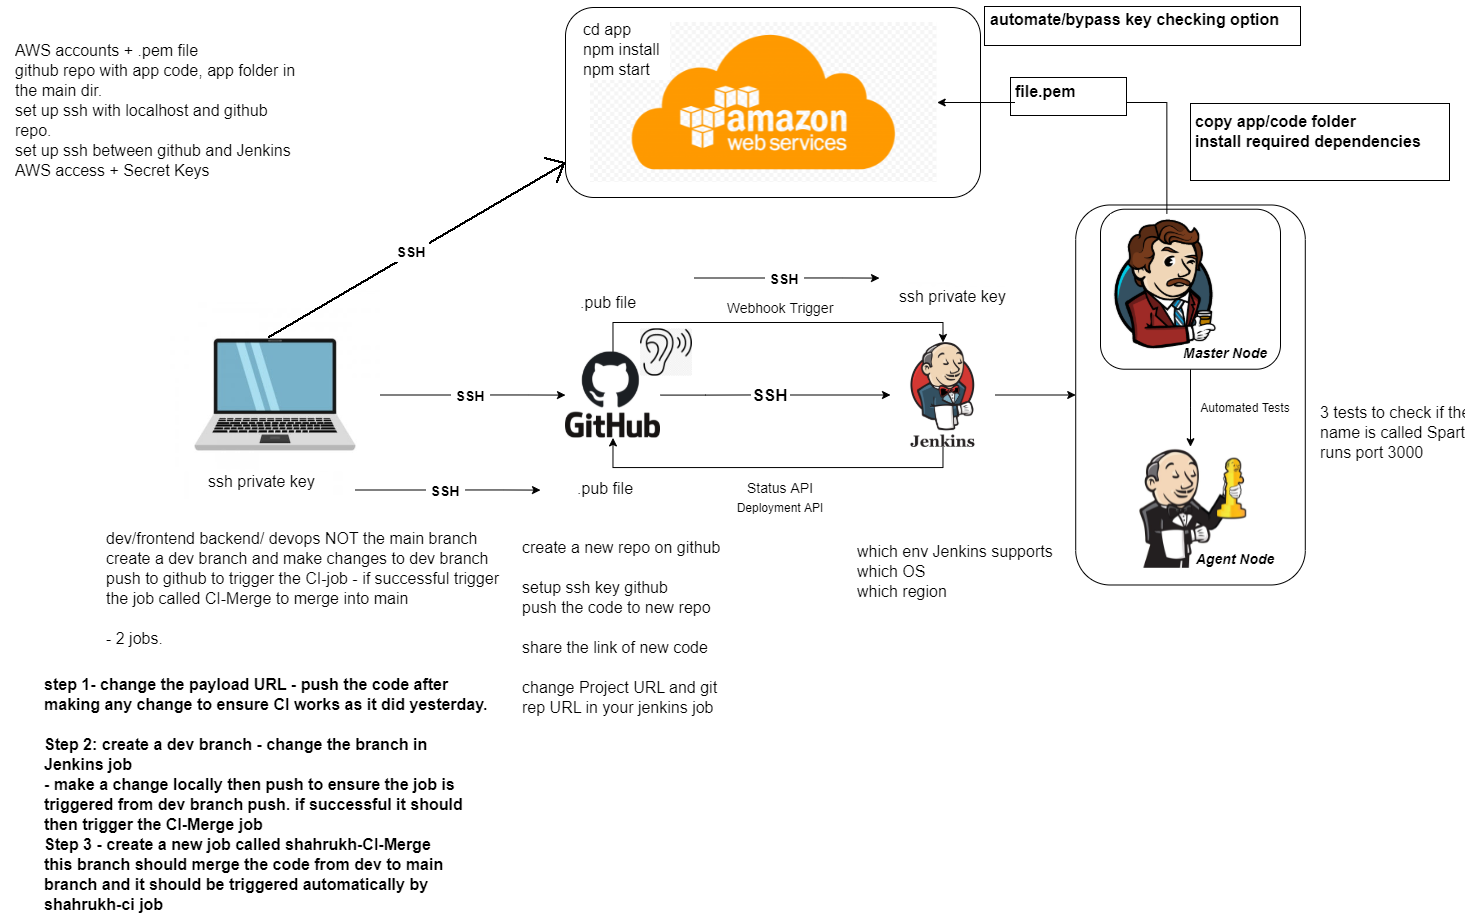 cd app
npm install
npm start
amazon
web services
automate/bypass key checking option
file.pem
copy app/code folder
install required dependencies
AWS accounts + .pem file
github repo with app code, app folder in
the main dir.
set up ssh with localhost and github
repo.
set up ssh between github and Jenkins
AWS access + Secret Keys
SSH
SSH
.pub file
Webhook Trigger
ssh private key
Master Node
SSH
GitHub
SSH
Jenkins
Automated Tests
3 tests to check if the
name is called Spart
runs port 3000
ssh private key
SSH
.pub file
Status API
Deployment API
Agent Node
dev/frontend backend/ devops NOT the main branch
create a dev branch and make changes to dev branch
push to github to trigger the CI-job - if successful trigger
the job called CI-Merge to merge into main
- 2 jobs.
create a new repo on github
setup ssh key github
push the code to new repo
share the link of new code
change Project URL and git
rep URL in your jenkins job
which env Jenkins supports
which OS
which region
step 1- change the payload URL - push the code after
making any change to ensure CI works as it did yesterday.
Step 2: create a dev branch - change the branch in
Jenkins job
- make a change locally then push to ensure the job is
triggered from dev branch push. if successful it should
then trigger the CI-Merge job
Step 3 - create a new job called shahrukh-CI-Merge
this branch should merge the code from dev to main
branch and it should be triggered automatically by
shahrukh-ci job